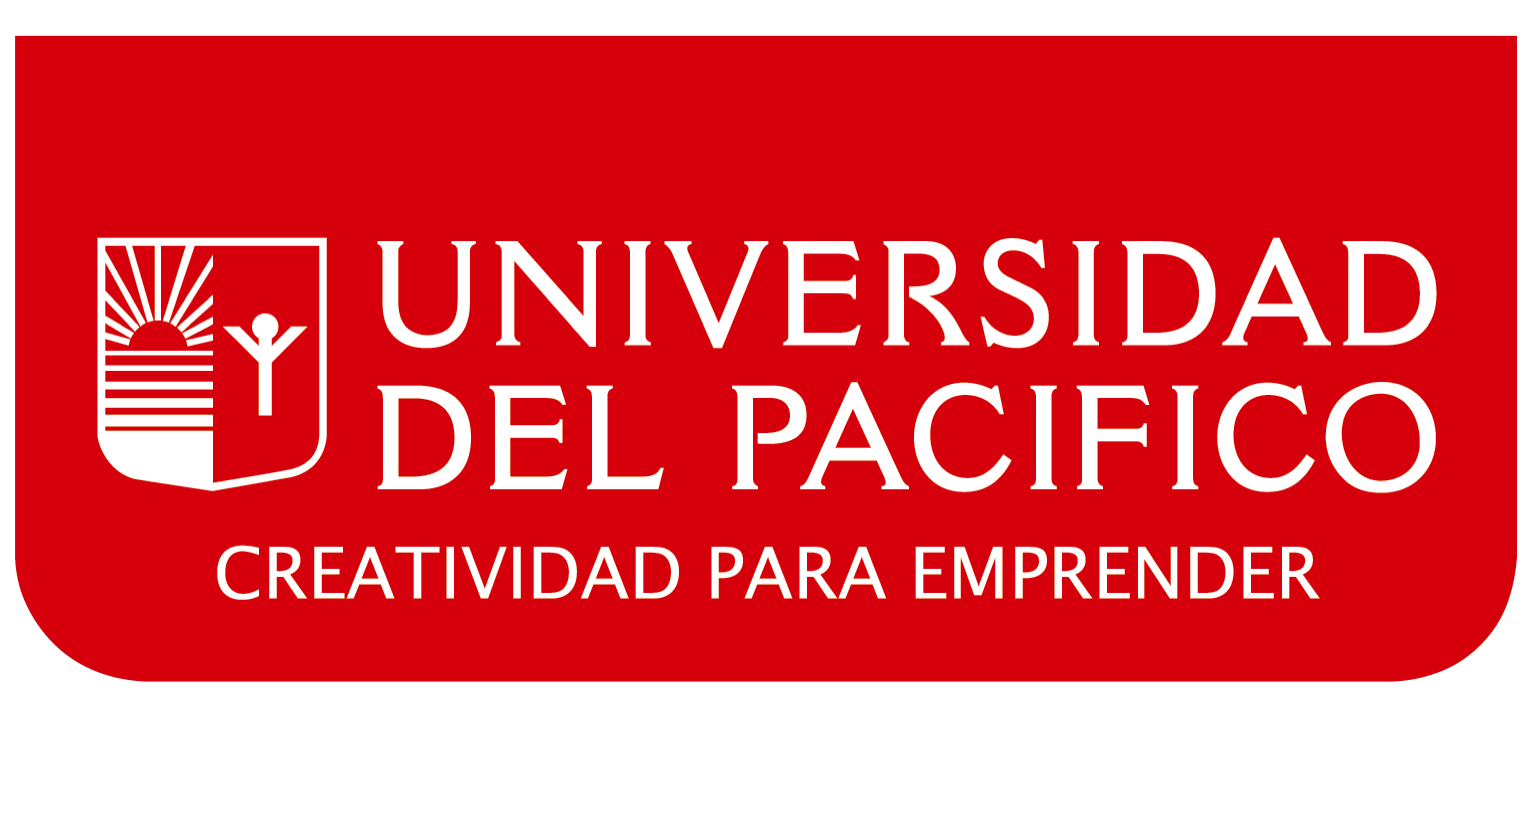 UNIVERSIDAD
DEL PACIFICO
CREATIVIDAD PARA EMPRENDER